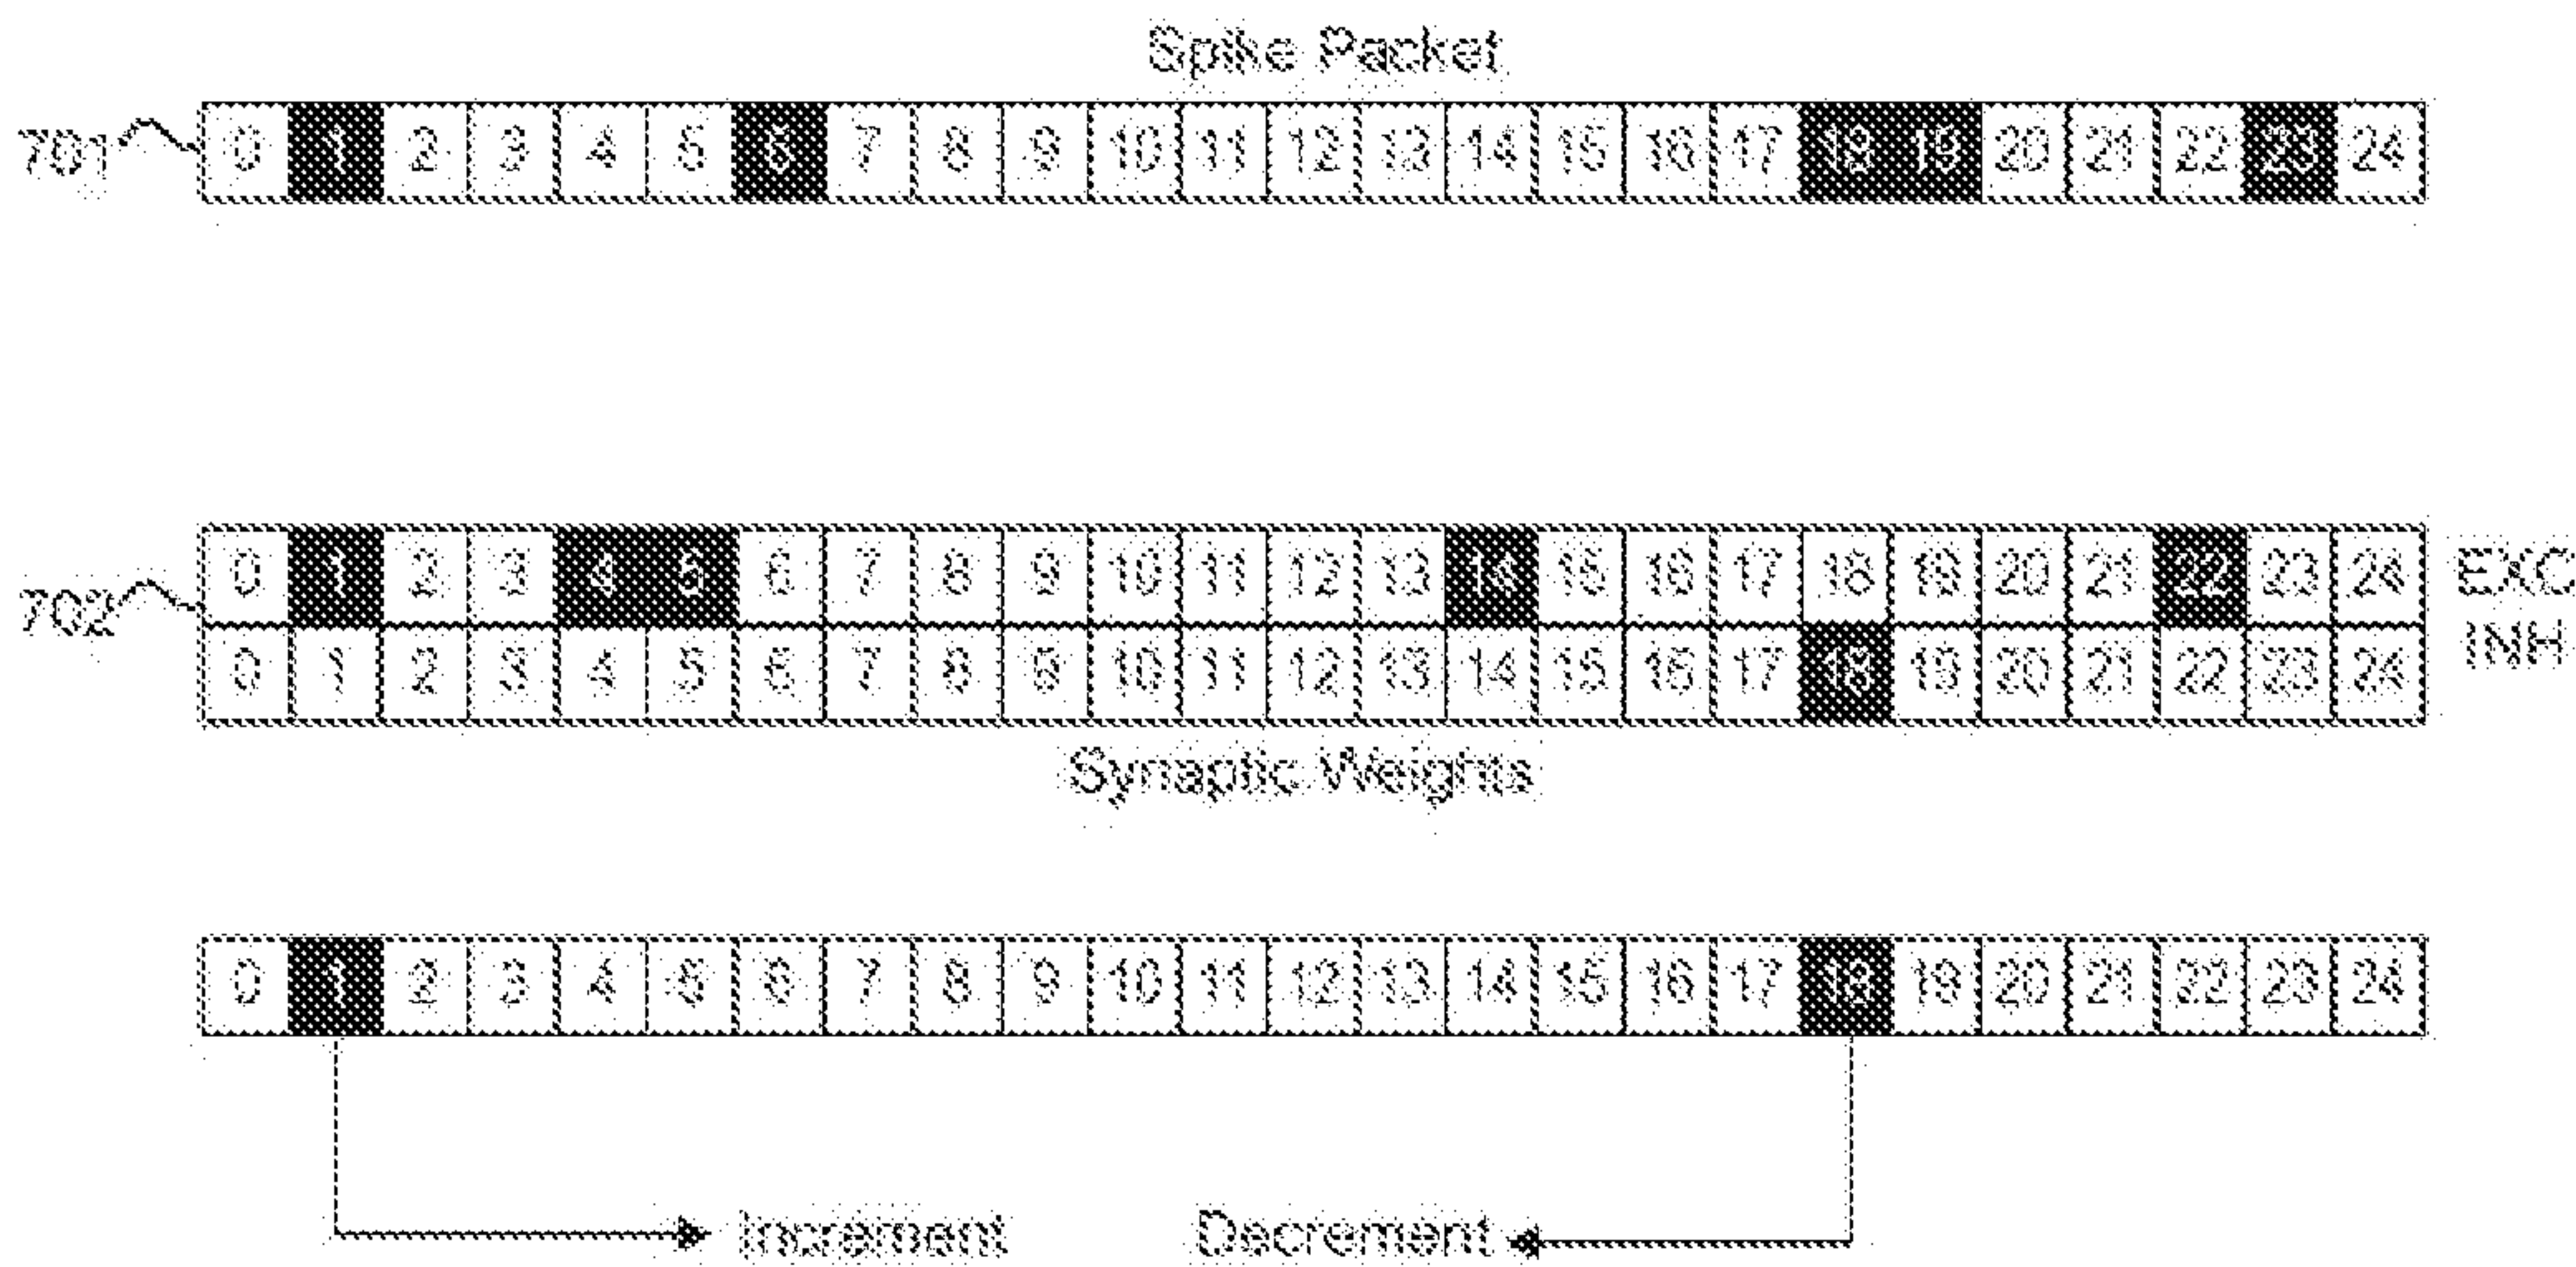 Spike Packet
701 0 1 2 3 4 5 6 7 8 9 10 11 12 13 14 15 16 17 18 19 20 21 22 23 24
702 0 1 2 3 4 5 6 7 8 9 10 11 12 13 14 15 16 17 18 19 20 21 22 23 24 EXC
0 1 2 3 4 5 6 7 8 9 10 11 12 13 14 15 16 17 18 19 20 21 22 23 24 INH
Synaptic Weights
0 1 2 3 4 5 6 7 8 9 10 11 12 13 14 15 16 17 18 19 20 21 22 23 24
Increment Decrement